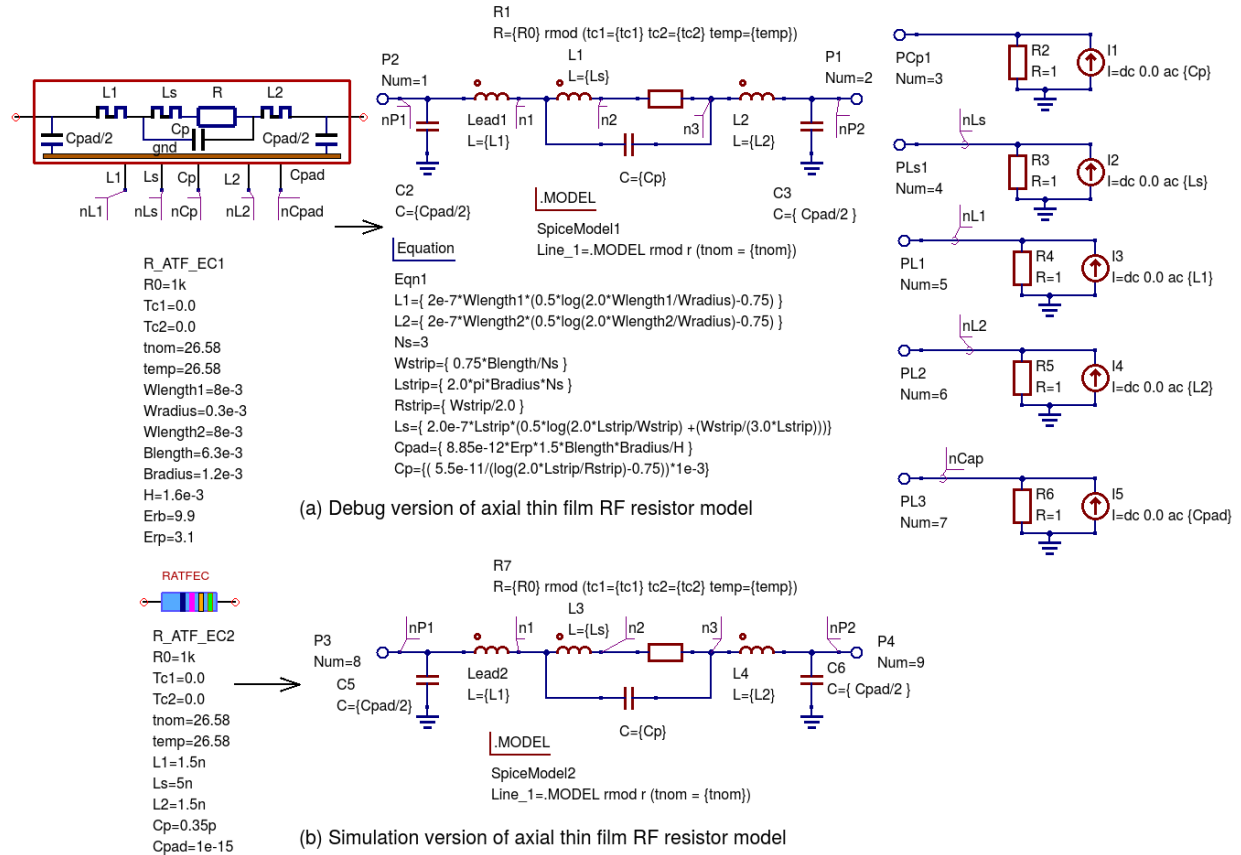 R1
R={R0} rmod (tc1={tc1} tc2={tc2} temp={temp})
L1
L={Ls}
P2
Num=1
P1
Num=2
nP1
Lead1
L={L1}
n1
n2
n3
L2
L={L2}
nP2
C={Cp}
C2
C={Cpad/2}
C3
C={ Cpad/2 }
.MODEL
SpiceModel1
Line_1=.MODEL rmod r (tnom = {tnom})
L1
Ls
R
L2
Cpad/2
Cp
gnd
Cpad/2
L1
Ls
Cp
L2
Cpad
nL1
nLs
nCp
nL2
nCpad
R_ATF_EC1
R0=1k
Tc1=0.0
Tc2=0.0
tnom=26.58
temp=26.58
Wlength1=8e-3
Wradius=0.3e-3
Wlength2=8e-3
Blength=6.3e-3
Bradius=1.2e-3
H=1.6e-3
Erb=9.9
Erp=3.1
Equation
Eqn1
L1={ 2e-7*Wlength1*(0.5*log(2.0*Wlength1/Wradius)-0.75) }
L2={ 2e-7*Wlength2*(0.5*log(2.0*Wlength2/Wradius)-0.75) }
Ns=3
Wstrip={ 0.75*Blength/Ns }
Lstrip={ 2.0*pi*Bradius*Ns }
Rstrip={ Wstrip/2.0 }
Ls={ 2.0e-7*Lstrip*(0.5*log(2.0*Lstrip/Wstrip) +(Wstrip/(3.0*Lstrip)))}
Cpad={ 8.85e-12*Erp*1.5*Blength*Bradius/H }
Cp={( 5.5e-11/(log(2.0*Lstrip/Rstrip)-0.75))*1e-3}
(a) Debug version of axial thin film RF resistor model
PCp1
Num=3
R2
R=1
I1
I=dc 0.0 ac {Cp}
nLs
PLs1
Num=4
R3
R=1
I2
I=dc 0.0 ac {Ls}
nL1
PL1
Num=5
R4
R=1
I3
I=dc 0.0 ac {L1}
nL2
PL2
Num=6
R5
R=1
I4
I=dc 0.0 ac {L2}
nCap
PL3
Num=7
R6
R=1
I5
I=dc 0.0 ac {Cpad}
RATFEC
R_ATF_EC2
R0=1k
Tc1=0.0
Tc2=0.0
tnom=26.58
temp=26.58
L1=1.5n
Ls=5n
L2=1.5n
Cp=0.35p
Cpad=1e-15
R7
R={R0} rmod (tc1={tc1} tc2={tc2} temp={temp})
L3
L={Ls}
nP1
n1
n2
n3
nP2
P3
Num=8
P4
Num=9
C5
C={Cpad/2}
Lead2
L={L1}
L4
L={L2}
C6
C={ Cpad/2 }
C={Cp}
.MODEL
SpiceModel2
Line_1=.MODEL rmod r (tnom = {tnom})
(b) Simulation version of axial thin film RF resistor model